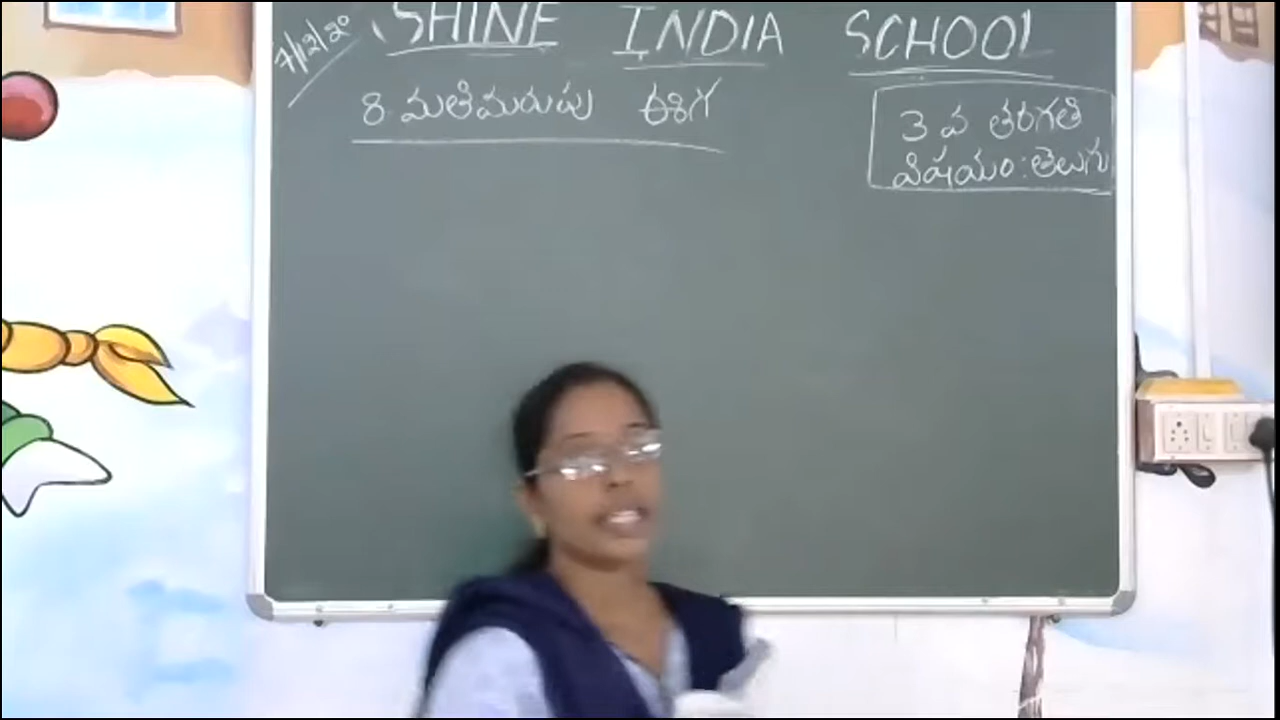 7/12/20
SHINE INDIA SCHOOL
8. మతిమరుపు ఈగ
3 వ తరగతి
విషయం: తెలుగు